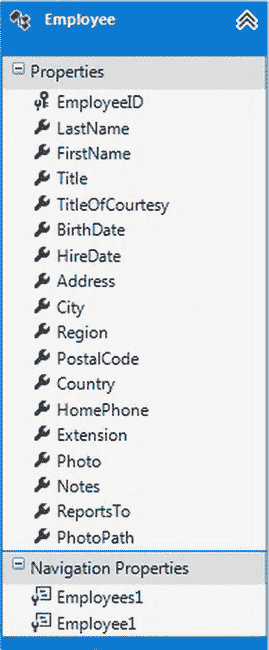 Employee
Properties
EmployeeID
LastName
FirstName
Title
TitleOfCourtesy
BirthDate
HireDate
Address
City
Region
PostalCode
Country
HomePhone
Extension
Photo
Notes
ReportsTo
PhotoPath
Navigation Properties
Employees1
Employee1